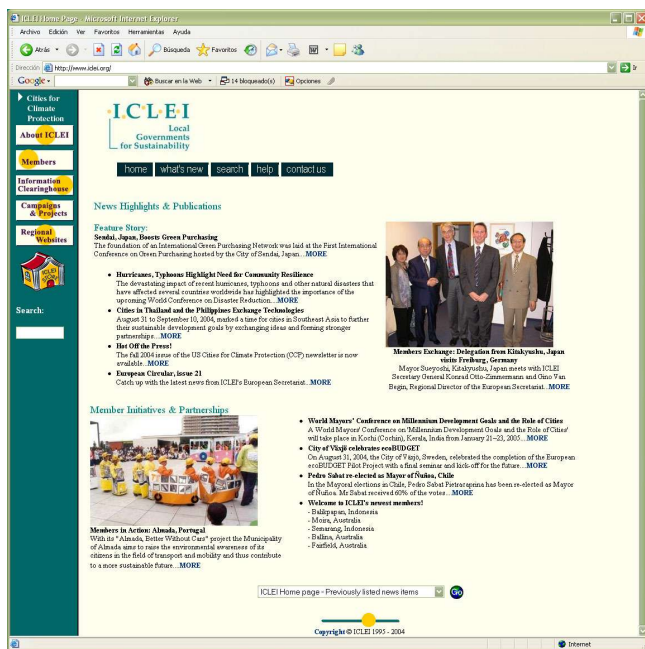 ICLEI Home Page - Microsoft Internet Explorer
Archivo Edición Ver Favoritos Herramientas Ayuda
Atrás Búsqueda Favoritos
Dirección http://www.iclei.org/ Ir
Google Buscar en la Web 14 bloqueado(s) Opciones
Cities for
Climate
Protection
About ICLEI
Members
Information
Clearinghouse
Campaigns
& Projects
Regional
Websites
Search:
I.C.L.E.I
Local
Governments
for Sustainability
home what's new search help contact us
News Highlights & Publications
Feature Story:
Sendai, Japan, Boosts Green Purchasing
The foundation of an International Green Purchasing Network was laid at the First International
Conference on Green Purchasing hosted by the City of Sendai, Japan...MORE
Hurricanes, Typhoons Highlight Need for Community Resilience
The devastating impact of recent hurricanes, typhoons and other natural disasters that
have affected several countries worldwide has highlighted the importance of the
upcoming World Conference on Disaster Reduction...MORE
Cities in Thailand and the Philippines Exchange Technologies
August 31 to September 10, 2004, marked a time for cities in Southeast Asia to further
their sustainable development goals by exchanging ideas and forming stronger
partnerships...MORE
Hot Off the Press!
The fall 2004 issue of the US Cities for Climate Protection (CCP) newsletter is now
available...MORE
European Circular, issue 21
Catch up with the latest news from ICLEI's European Secretariat...MORE
Members Exchange: Delegation from Kitakyushu, Japan
visits Freiburg, Germany
Mayor Sueyoshi, Kitakyushu, Japan meets with ICLEI
Secretary General Konrad Otto-Zimmermann and Gino Van
Begin, Regional Director of the European Secretariat...MORE
Member Initiatives & Partnerships
Members in Action: Almada, Portugal
With its "Almada, Better Without Cars" project the Municipality
of Almada aims to raise the environmental awareness of its
citizens in the field of transport and mobility and thus contribute
to a more sustainable future...MORE
World Mayors' Conference on Millennium Development Goals and the Role of Cities
A World Mayors' Conference on 'Millennium Development Goals and the Role of Cities'
will take place in Kochi (Cochin), Kerala, India from January 21–23, 2005...MORE
City of Växjö celebrates ecoBUDGET
On August 31, 2004, the City of Växjö, Sweden, celebrated the completion of the European
ecoBUDGET Pilot Project with a final seminar and kick-off for the future...MORE
Pedro Sabat re-elected as Mayor of Ñuñoa, Chile
In the Mayoral elections in Chile, Pedro Sabat Pietracaprina has been re-elected as Mayor
of Ñuñoa. Mr Sabat received 60% of the votes...MORE
Welcome to ICLEI's newest members!
- Balikpapan, Indonesia
- Moira, Australia
- Semarang, Indonesia
- Ballina, Australia
- Fairfield, Australia
ICLEI Home page - Previously listed news items Go
Copyright © ICLEI 1995 - 2004
Internet